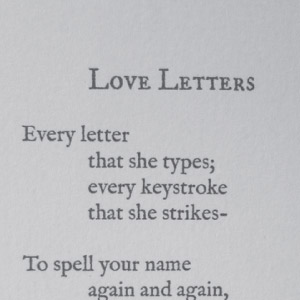 LOVE LETTERS
Every letter
that she types;
every keystroke
that she strikes-
To spell your name
again and again,